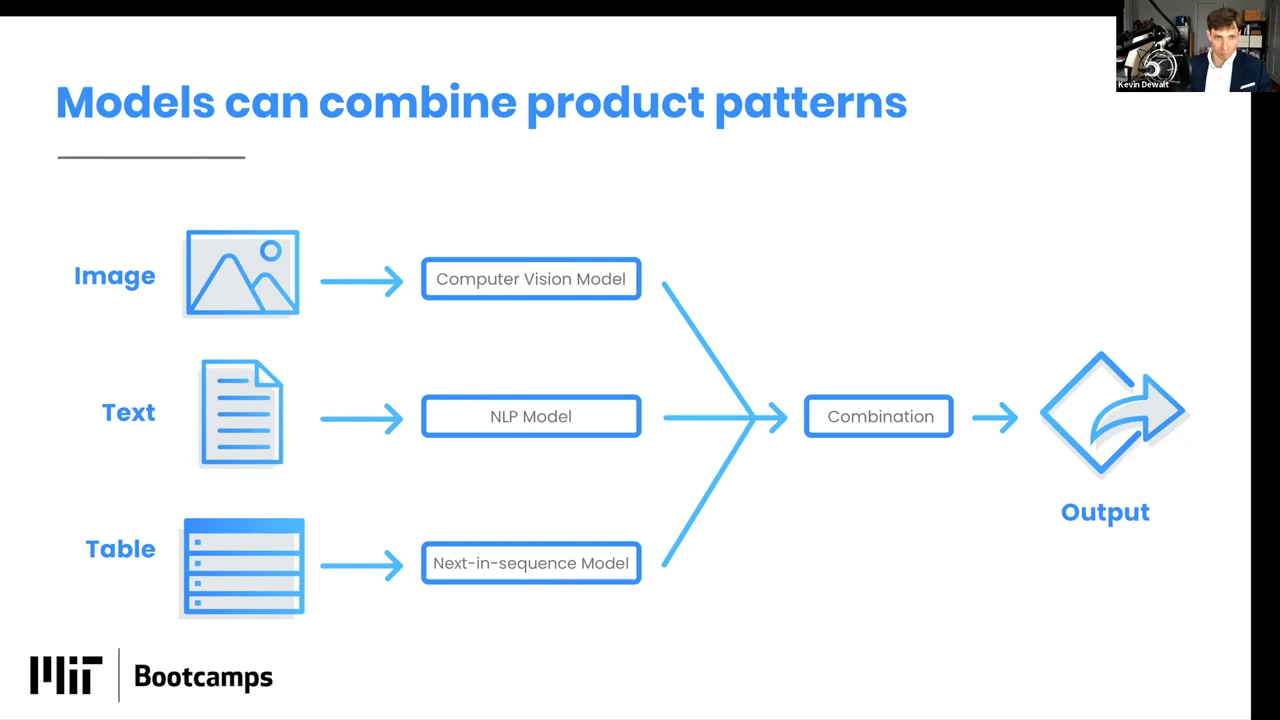 Kevin Dewalt
Models can combine product patterns
Image
Computer Vision Model
Text
NLP Model
Combination
Output
Table
Next-in-sequence Model
MIT
Bootcamps